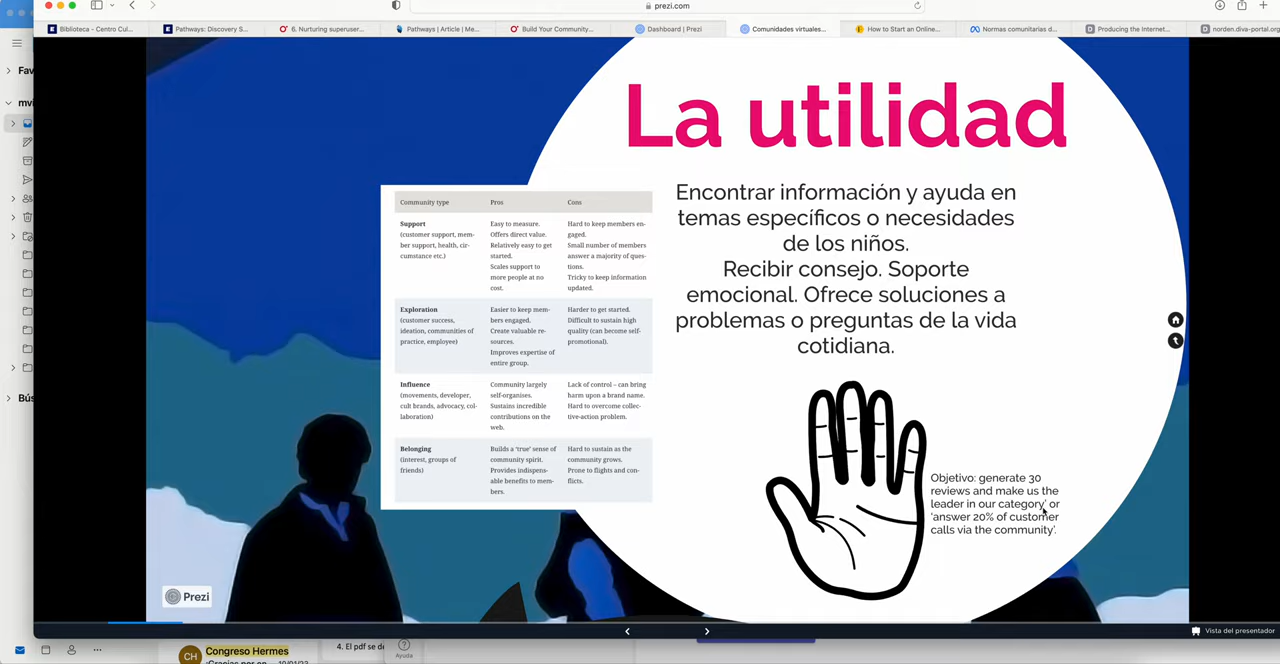 prezi.com
Biblioteca - Centro Cul...
Pathways: Discovery S...
6. Nurturing superuser...
Pathways | Article | Me...
Build Your Community...
Dashboard | Prezi
Comunidades virtuales...
How to Start an Online...
Normas comunitarias d...
Producing the Internet...
norden.diva-portal.org
Fav
mvi
Bús
La utilidad
Encontrar información y ayuda en
temas específicos o necesidades
de los niños.
Recibir consejo. Soporte
emocional. Ofrece soluciones a
problemas o preguntas de la vida
cotidiana.
Community type Pros Cons
Support
(customer support, mem-
ber support, health, cir-
cumstance etc.)
Easy to measure.
Offers direct value.
Relatively easy to get
started.
Scales support to
more people at no
cost.
Hard to keep members en-
gaged.
Small number of members
answer a majority of ques-
tions.
Tricky to keep information
updated.
Exploration
(customer success,
ideation, communities of
practice, employee)
Easier to keep mem-
bers engaged.
Create valuable re-
sources.
Improves expertise of
entire group.
Harder to get started.
Difficult to sustain high
quality (can become self-
promotional).
Influence
(movements, developer,
cult brands, advocacy, col-
laboration)
Community largely
self-organises.
Sustains incredible
contributions on the
web.
Lack of control – can bring
harm upon a brand name.
Hard to overcome collec-
tive-action problem.
Belonging
(interest, groups of
friends)
Builds a ‘true’ sense of
community spirit.
Provides indispens-
able benefits to mem-
bers.
Hard to sustain as the
community grows.
Prone to flights and con-
flicts.
Objetivo: generate 30
reviews and make us the
leader in our category’ or
‘answer 20% of customer
calls via the community’.
Prezi
Vista del presentador
CH
Congreso Hermes
4. El pdf se de
Ayuda